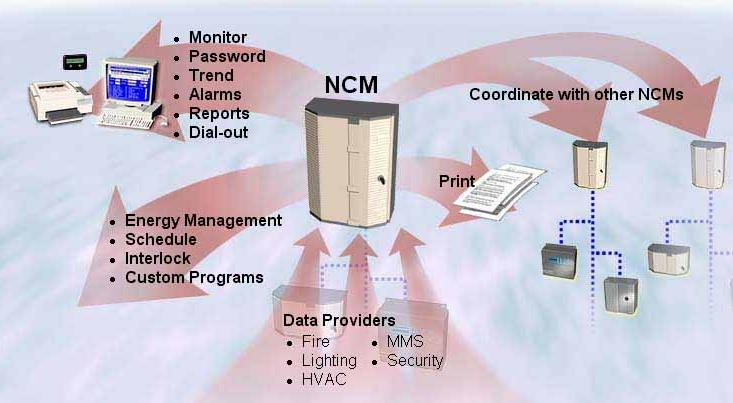 NCM
Monitor
Password
Trend
Alarms
Reports
Dial-out
Coordinate with other NCMs
Print
Energy Management
Schedule
Interlock
Custom Programs
Data Providers
Fire
Lighting
HVAC
MMS
Security